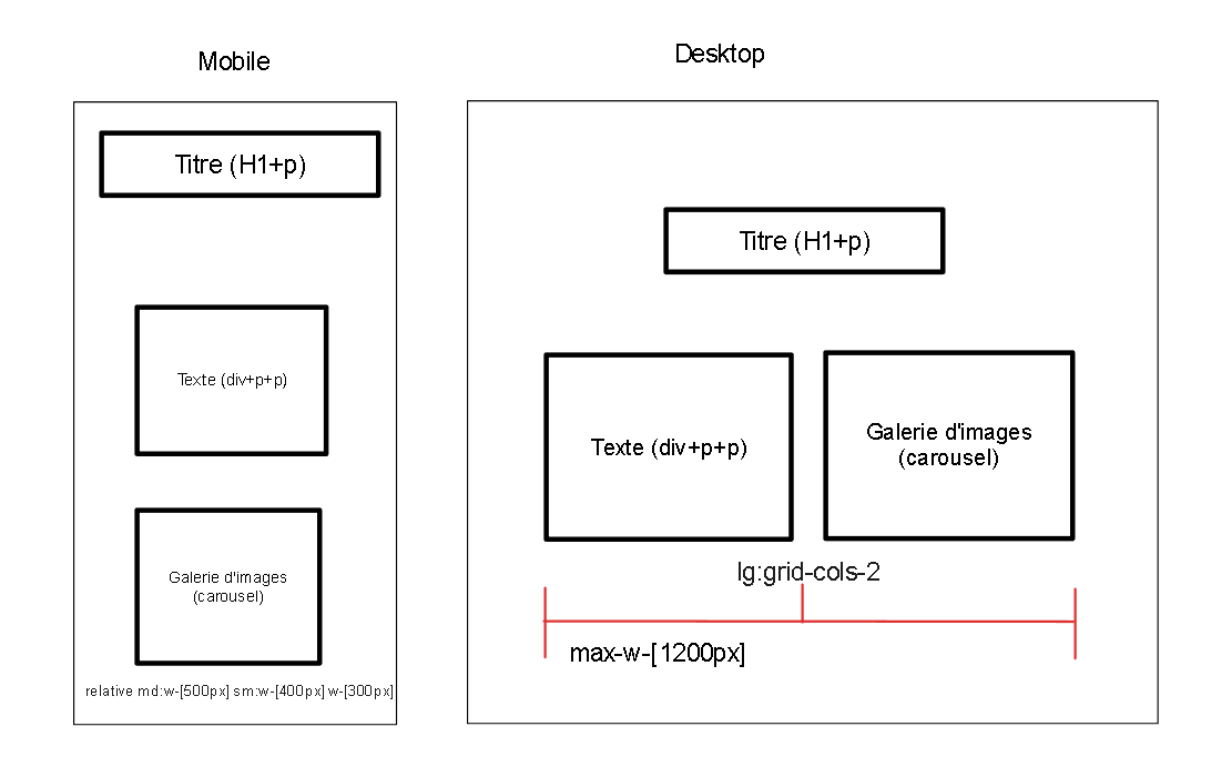 Mobile
Titre (H1+p)
Texte (div+p+p)
Galerie d'images
(carousel)
relative md:w-[500px] sm:w-[400px] w-[300px]
Desktop
Titre (H1+p)
Texte (div+p+p)
Galerie d'images
(carousel)
lg:grid-cols-2
max-w-[1200px]